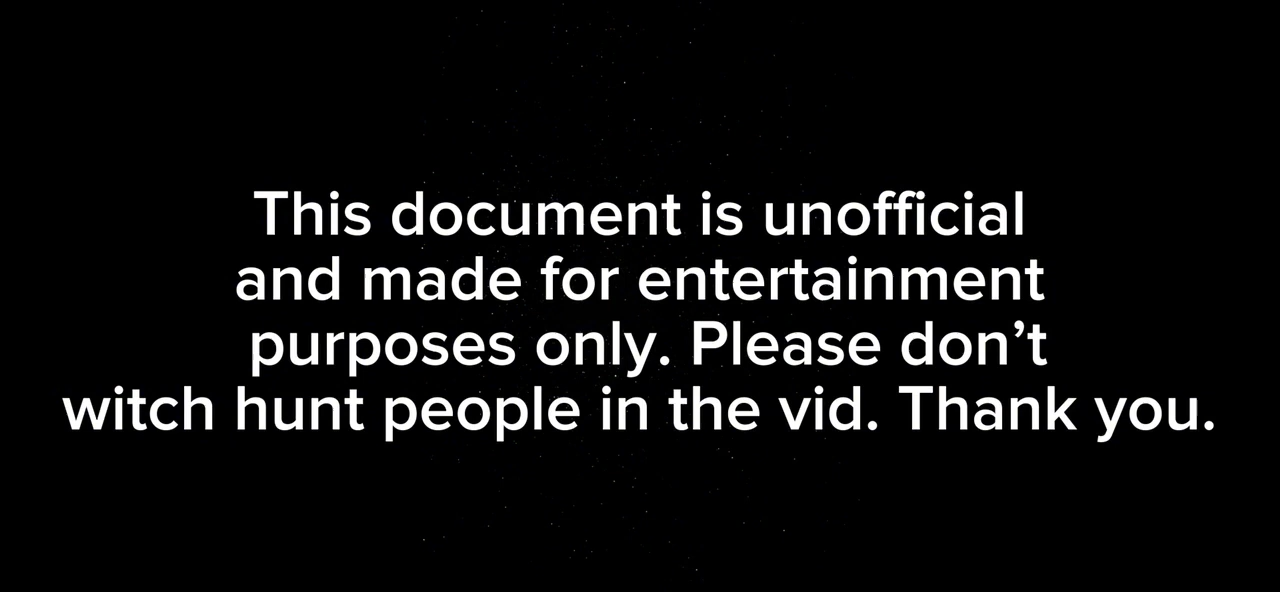 This document is unofficial
and made for entertainment
purposes only. Please don’t
witch hunt people in the vid. Thank you.